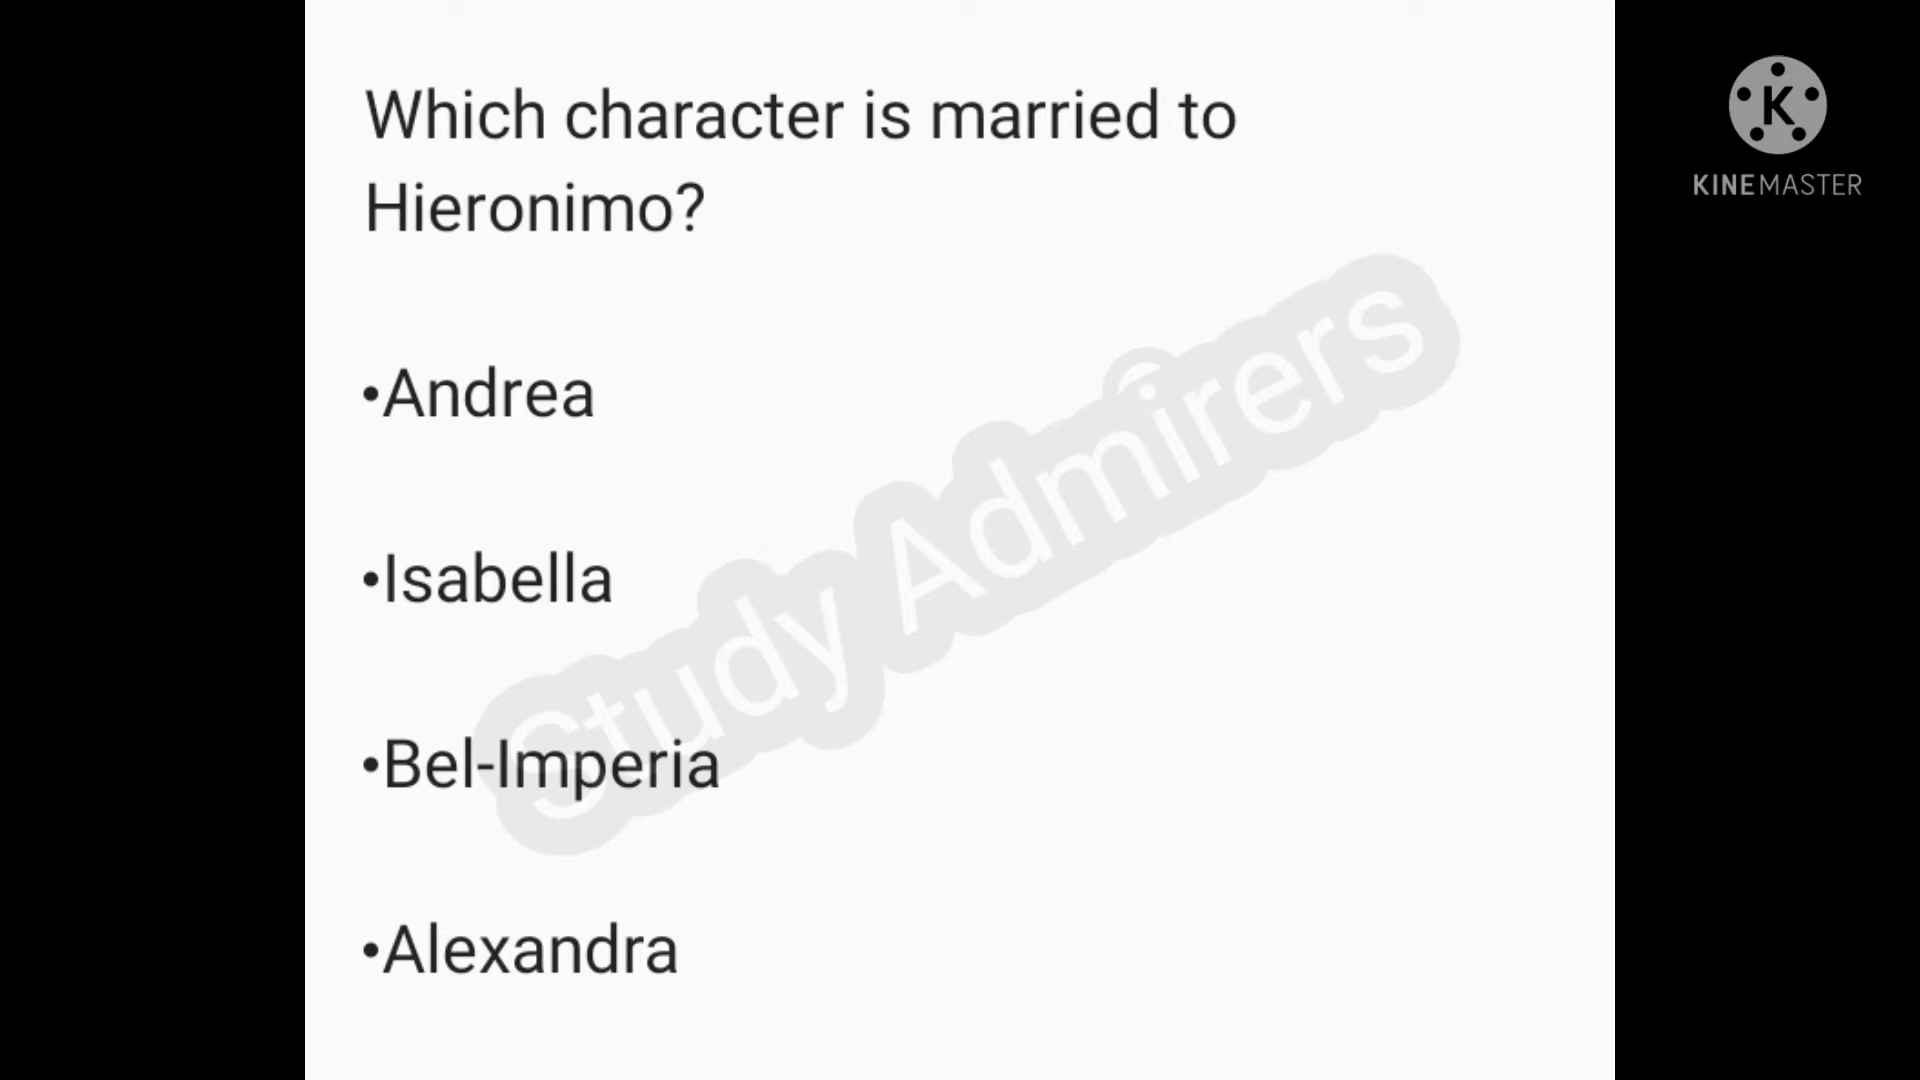 Which character is married to
Hieronimo?
•Andrea
•Isabella
•Bel-Imperia
•Alexandra
Study Admirers
K
KINEMASTER